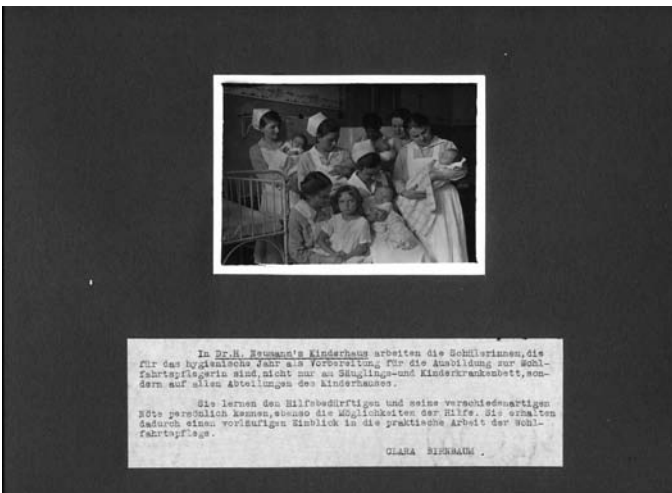 In Dr.H. Neumann's Kinderhaus arbeiten die Schülerinnen,die
für das hygienische Jahr als Vorbereitung für die Ausbildung zur Wohl-
fahrtspflegerin sind,nicht nur am Säuglings-und Kinderkrankenbett,son-
dern auf allen Abteilungen des Kinderhauses.
Sie lernen den Hilfsbedürftigen und seine verschiedenartigen
Nöte persönlich kennen,ebenso die Möglichkeiten der Hilfe. Sie erhalten
dadurch einen vorläufigen Einblick in die praktische Arbeit der Wohl-
fahrtspflege.
CLARA BIRNBAUM .